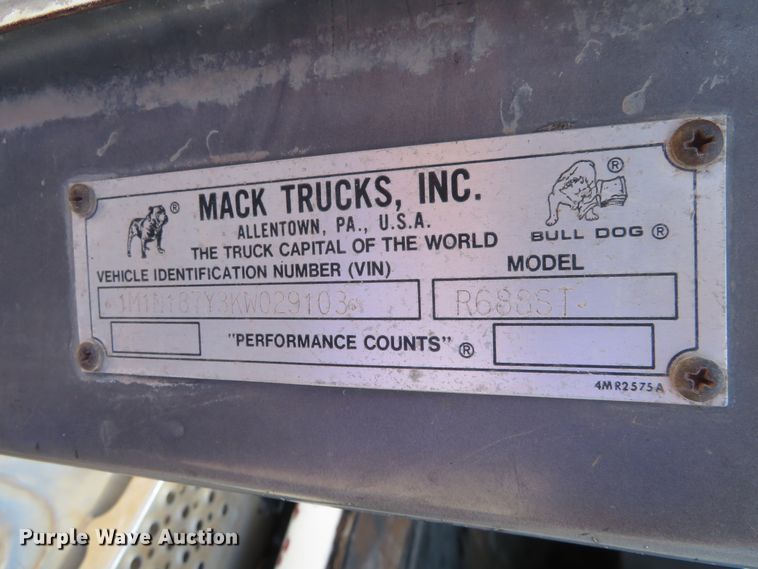 MACK TRUCKS, INC.
ALLENTOWN, PA., U.S.A.
THE TRUCK CAPITAL OF THE WORLD
®
®
BULL DOG ®
VEHICLE IDENTIFICATION NUMBER (VIN)
MODEL
*1M1N187Y3KW029103*
R688ST
"PERFORMANCE COUNTS" ®
4MR2575A
Purple Wave Auction